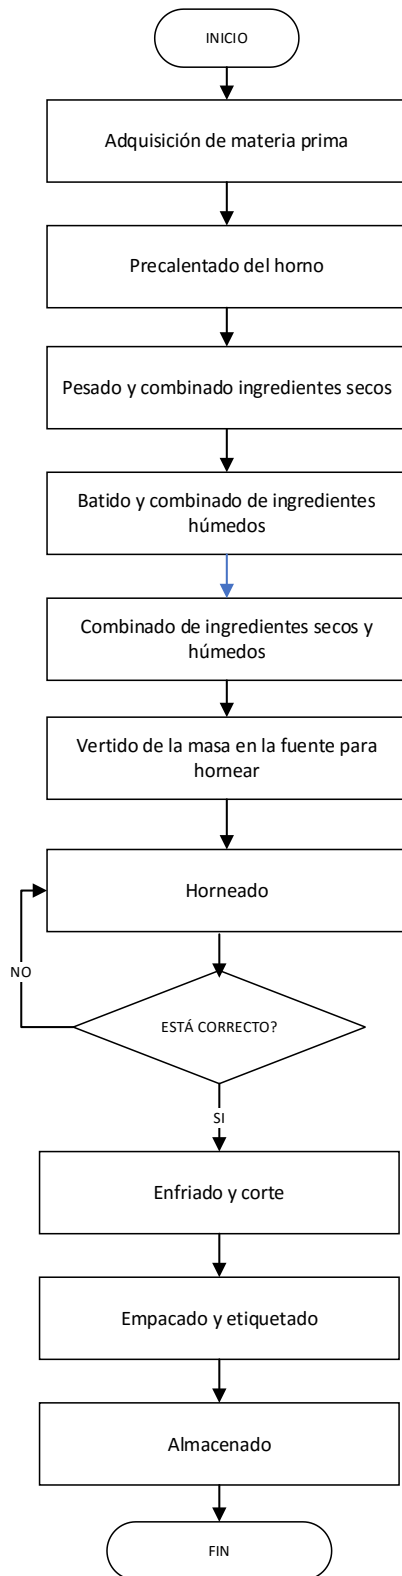 INICIO
Adquisición de materia prima
Precalentado del horno
Pesado y combinado ingredientes secos
Batido y combinado de ingredientes
húmedos
Combinado de ingredientes secos y
húmedos
Vertido de la masa en la fuente para
hornear
Horneado
NO
ESTÁ CORRECTO?
SI
Enfriado y corte
Empacado y etiquetado
Almacenado
FIN